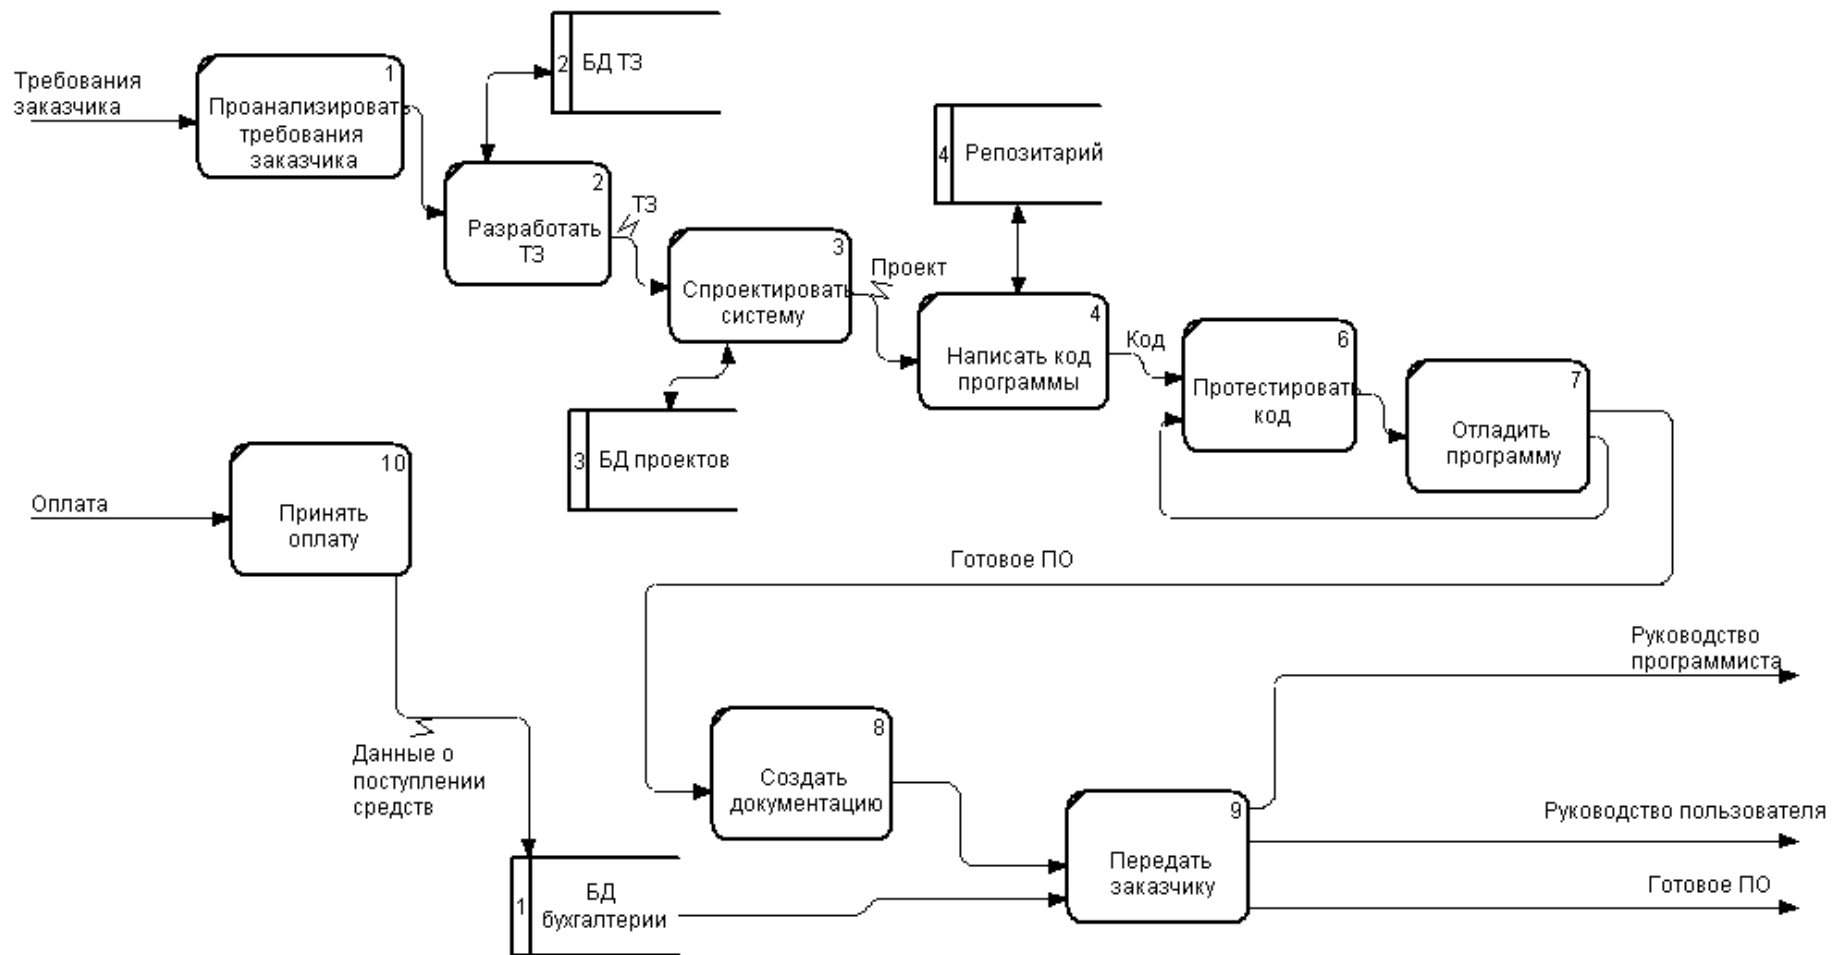 2
БД ТЗ
1
Проанализировать
требования
заказчика
Требования
заказчика
4
Репозитарий
2
Разработать
ТЗ
ТЗ
3
Спроектировать
систему
Проект
4
Написать код
программы
Код
6
Протестировать
код
7
Отладить
программу
3
БД проектов
Оплата
10
Принять
оплату
Готовое ПО
Руководство
программиста
Данные о
поступлении
средств
8
Создать
документацию
9
Передать
заказчику
Руководство пользователя
Готовое ПО
1
БД
бухгалтерии